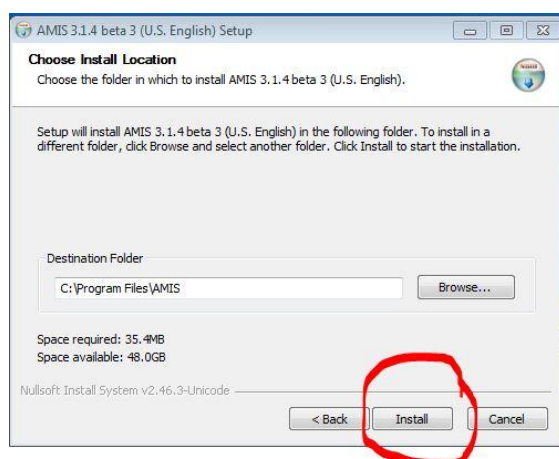 AMIS 3.1.4 beta 3 (U.S. English) Setup
Choose Install Location
Choose the folder in which to install AMIS 3.1.4 beta 3 (U.S. English).
Setup will install AMIS 3.1.4 beta 3 (U.S. English) in the following folder. To install in a
different folder, click Browse and select another folder. Click Install to start the installation.
Destination Folder
C:\Program Files\AMIS
Browse...
Space required: 35.4MB
Space available: 48.0GB
Nullsoft Install System v2.46.3-Unicode
< Back
Install
Cancel